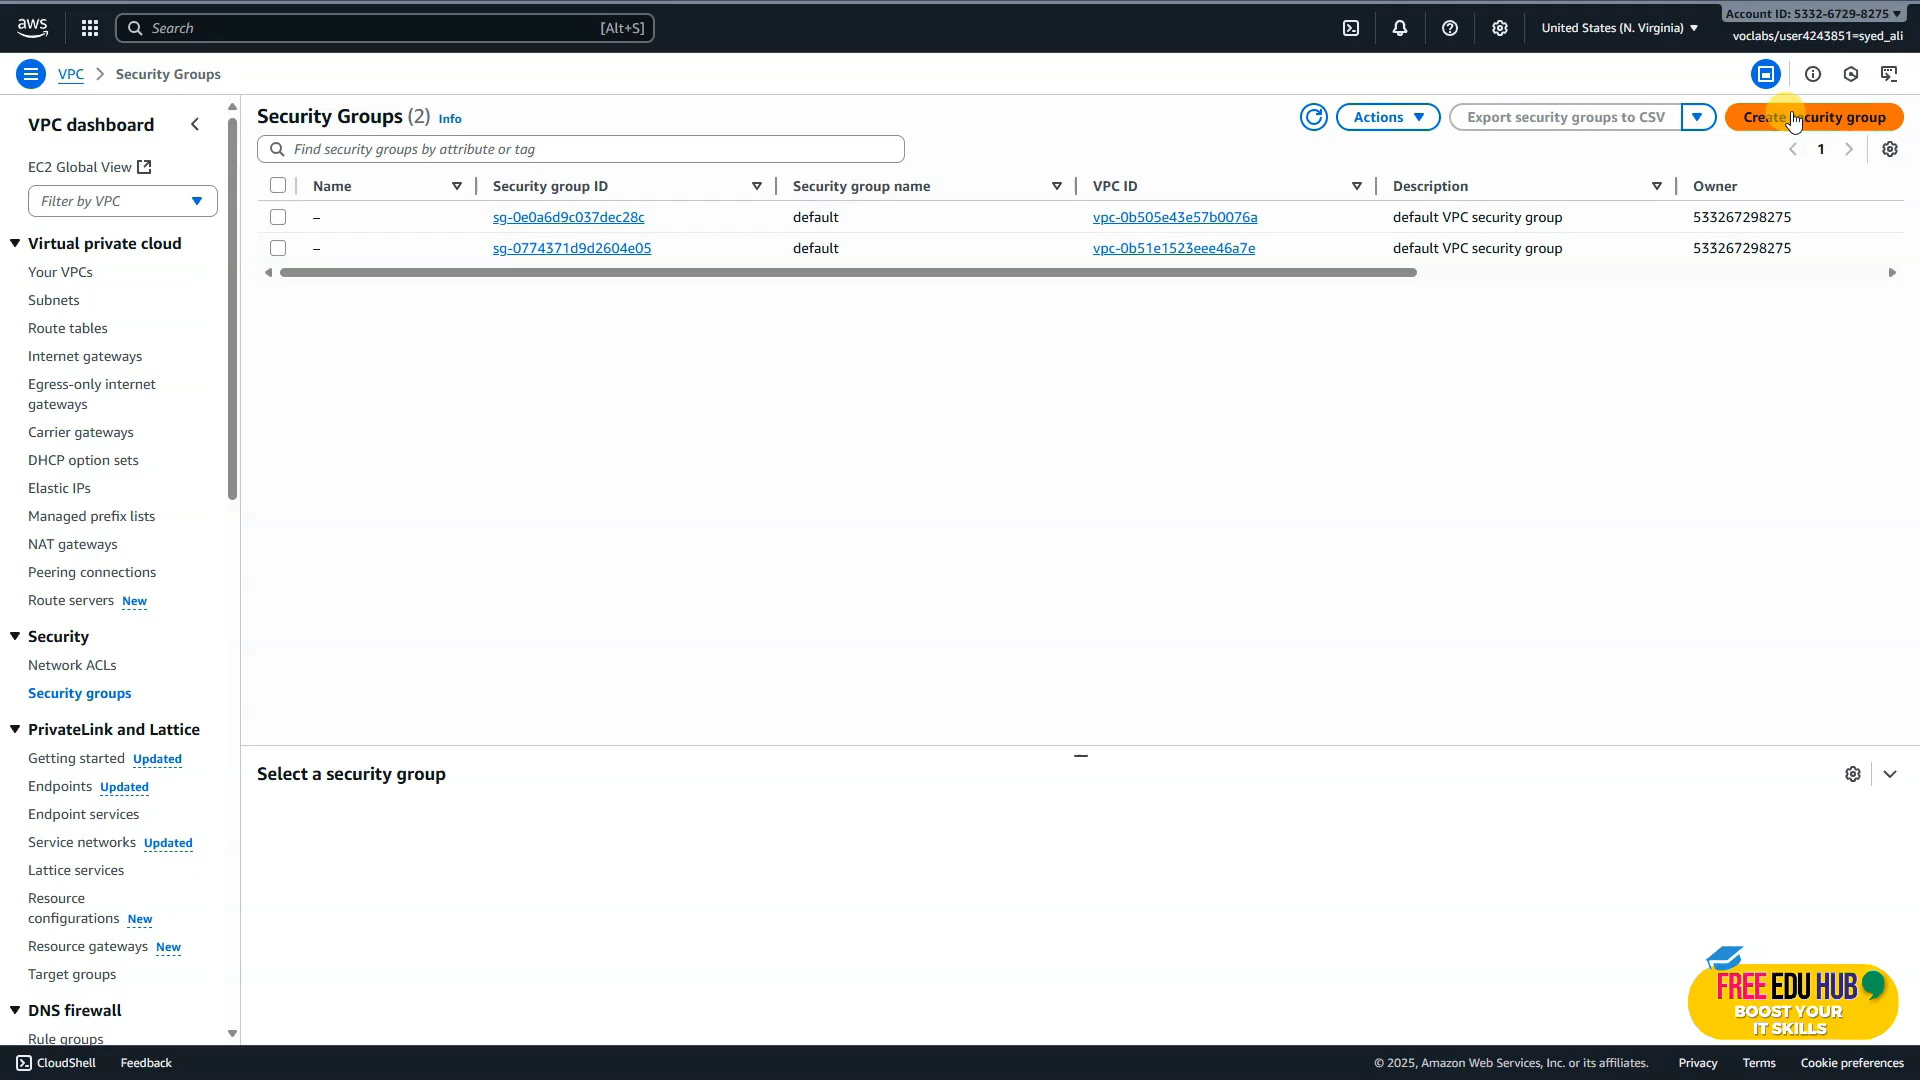 aws
Search [Alt+S]
United States (N. Virginia)
Account ID: 5332-6729-8275
voclabs/user4243851=syed_ali
VPC > Security Groups
VPC dashboard
EC2 Global View
Filter by VPC
Virtual private cloud
Your VPCs
Subnets
Route tables
Internet gateways
Egress-only internet
gateways
Carrier gateways
DHCP option sets
Elastic IPs
Managed prefix lists
NAT gateways
Peering connections
Route servers New
Security
Network ACLs
Security groups
PrivateLink and Lattice
Getting started Updated
Endpoints Updated
Endpoint services
Service networks Updated
Lattice services
Resource
configurations New
Resource gateways New
Target groups
DNS firewall
Rule groups
Security Groups (2) Info
Actions
Export security groups to CSV
Create security group
Find security groups by attribute or tag
1
Name Security group ID Security group name VPC ID Description Owner
– sg-0e0a6d9c037dec28c default vpc-0b505e43e57b0076a default VPC security group 533267298275
– sg-0774371d9d2604e05 default vpc-0b51e1523eee46a7e default VPC security group 533267298275
Select a security group
FREE EDU HUB
BOOST YOUR
IT SKILLS
CloudShell Feedback
© 2025, Amazon Web Services, Inc. or its affiliates. Privacy Terms Cookie preferences